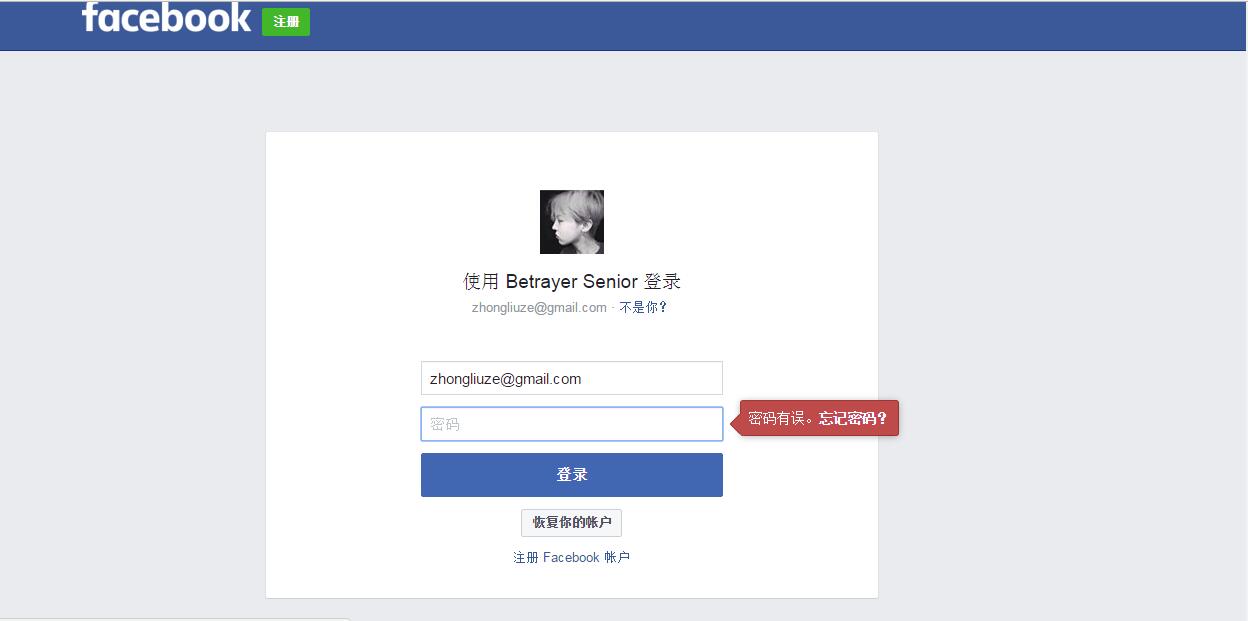 facebook 注册
使用 Betrayer Senior 登录
zhongliuze@gmail.com · 不是你？
zhongliuze@gmail.com
密码
密码有误。忘记密码？
登录
恢复你的帐户
注册 Facebook 帐户